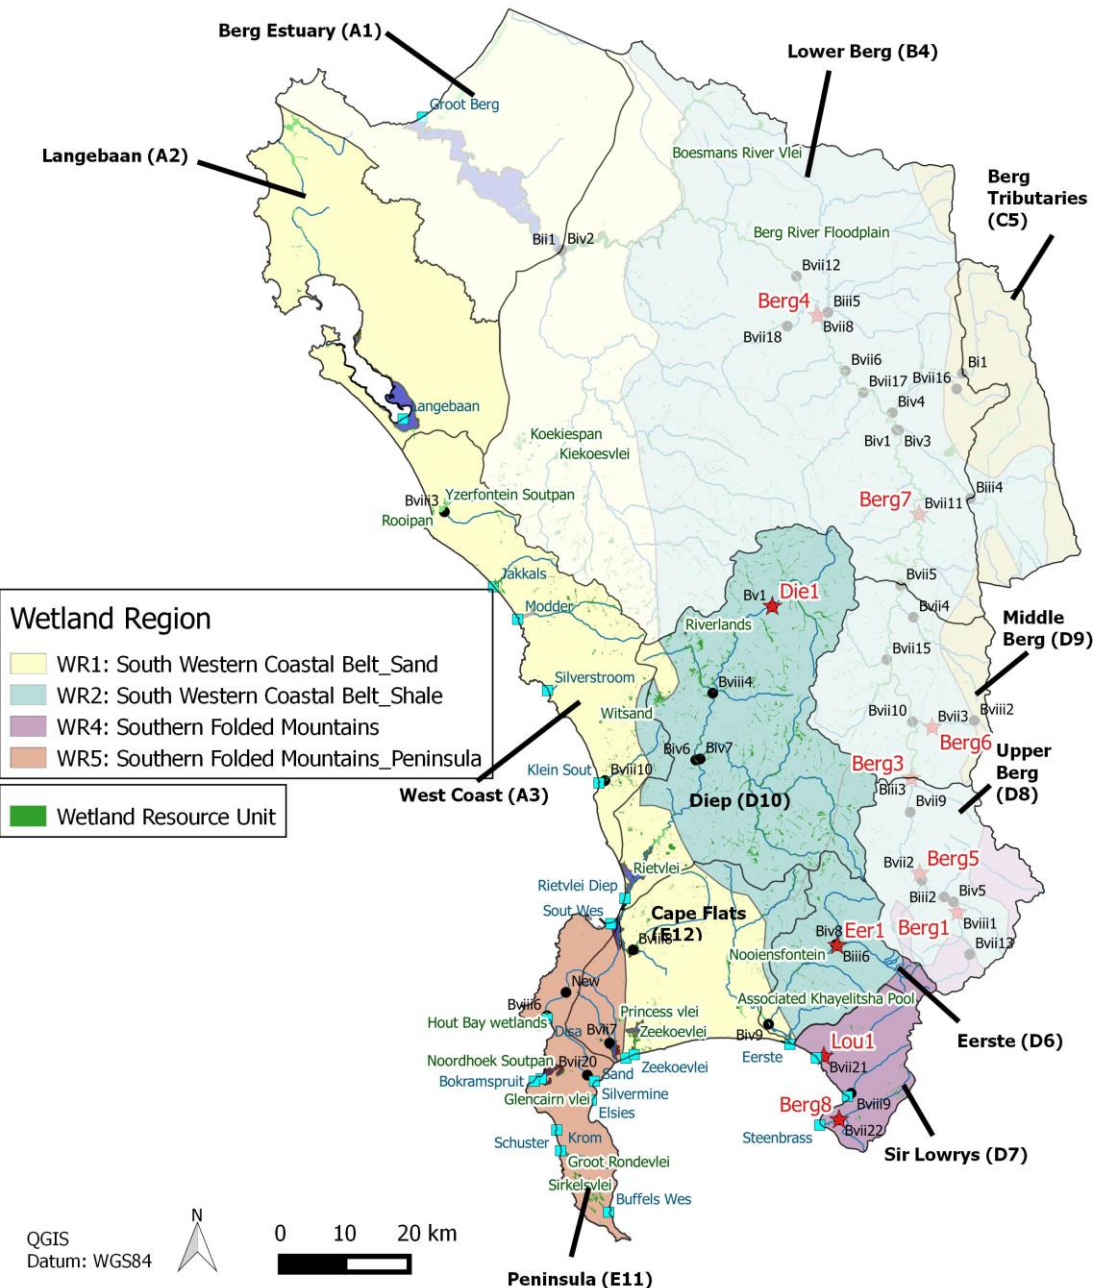 Berg Estuary (A1)
Lower Berg (B4)
Groot Berg
Langebaan (A2)
Boesmans River Vlei
Berg
Tributaries
(C5)
Berg River Floodplain
Bii1
Biv2
Bvii12
Berg4
Biii5
Bvii8
Bvii18
Bvii6
Bi1
Bvii17
Bvii16
Biv4
Langebaan
Koekiespan
Kiekoesvlei
Biv1
Biv3
Yzerfontein Soutpan
Rooipan
Berg7
Bvii11
Biii4
Jakkals
Bvii5
Die1
Bv1
Modder
Bvii4
Wetland Region
WR1: South Western Coastal Belt_Sand
WR2: South Western Coastal Belt_Shale
WR4: Southern Folded Mountains
WR5: Southern Folded Mountains_Peninsula
Wetland Resource Unit
Riverlands
Middle
Berg (D9)
Bvii15
Silverstroom
Bviii4
Witsand
Bvii10
Bvii3
Bviii2
Berg6
Biv6
Biv7
Upper
Berg
(D8)
Klein Sout
Bviii10
Berg3
Biii3
West Coast (A3)
Diep (D10)
Bvii9
Rietvlei
Bvii2
Berg5
Rietvlei Diep
Biii2
Biv5
Sout Wes
Cape Flats
(E12)
Berg1
Bviii1
Biv8
Eer1
Biii6
Nooiensfontein
Bvii13
New
Associated Khayelitsha Pool
Princess vlei
Hout Bay wetlands
Disa
Bvii7
Zeekoevlei
Biv9
Eerste
Eerste (D6)
Lou1
Noordhoek Soutpan
Bvii20
Zeekoevlei
Bvii21
Bokramspruit
Sand
Silvermine
Glencairn vlei
Elsies
Berg8
Bviii9
Bvii22
Steenbrass
Schuster
Krom
Sir Lowrys (D7)
Groot Rondevlei
Sirkelsvlei
Buffels Wes
N
QGIS
Datum: WGS84
0 10 20 km
Peninsula (E11)